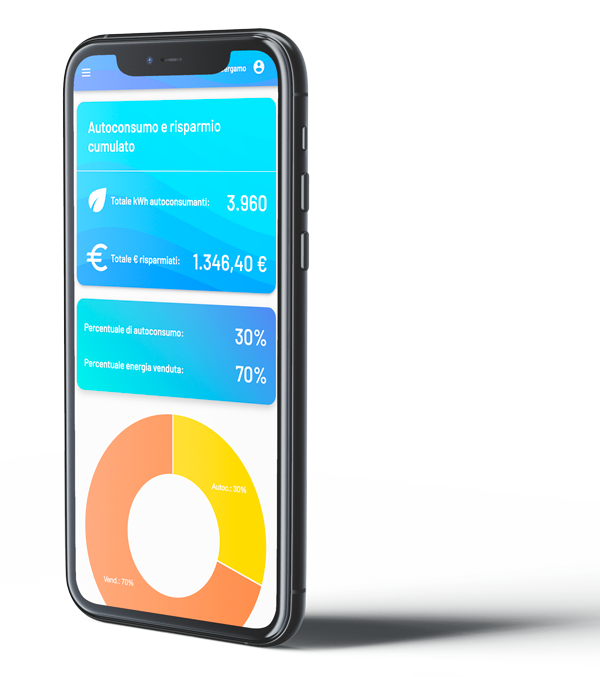 Autoconsumo e risparmio
cumulato
Totale kWh autoconsumanti: 3.960
€ Totale € risparmiati: 1.346,40 €
Percentuale di autoconsumo: 30%
Percentuale energia venduta: 70%
Autoc.: 30%
Vend.: 70%